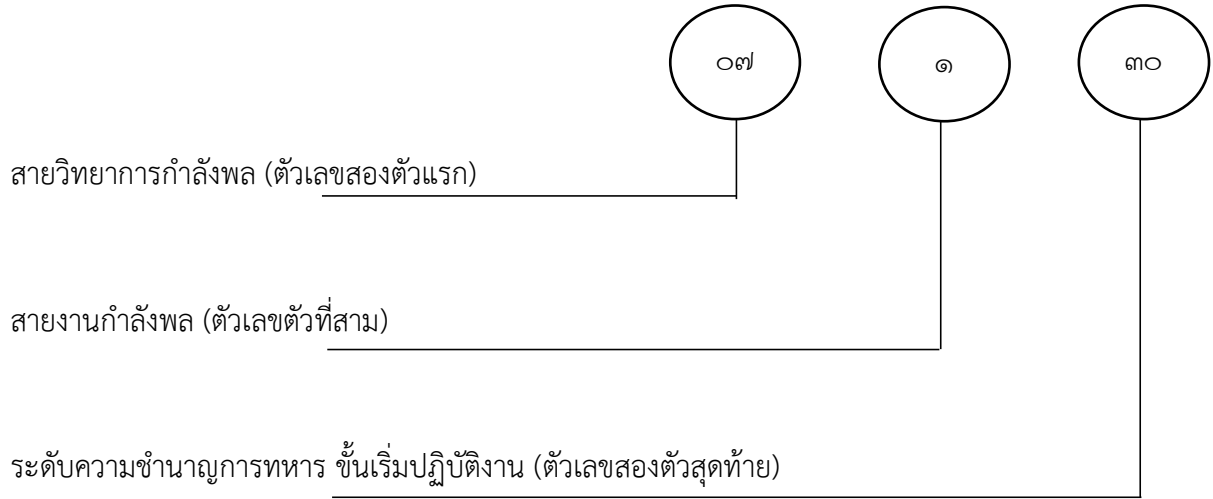 ๐๗ ๑ ๓๐
สายวิทยาการกำลังพล (ตัวเลขสองตัวแรก)
สายงานกำลังพล (ตัวเลขตัวที่สาม)
ระดับความชำนาญการทหาร ขั้นเริ่มปฏิบัติงาน (ตัวเลขสองตัวสุดท้าย)